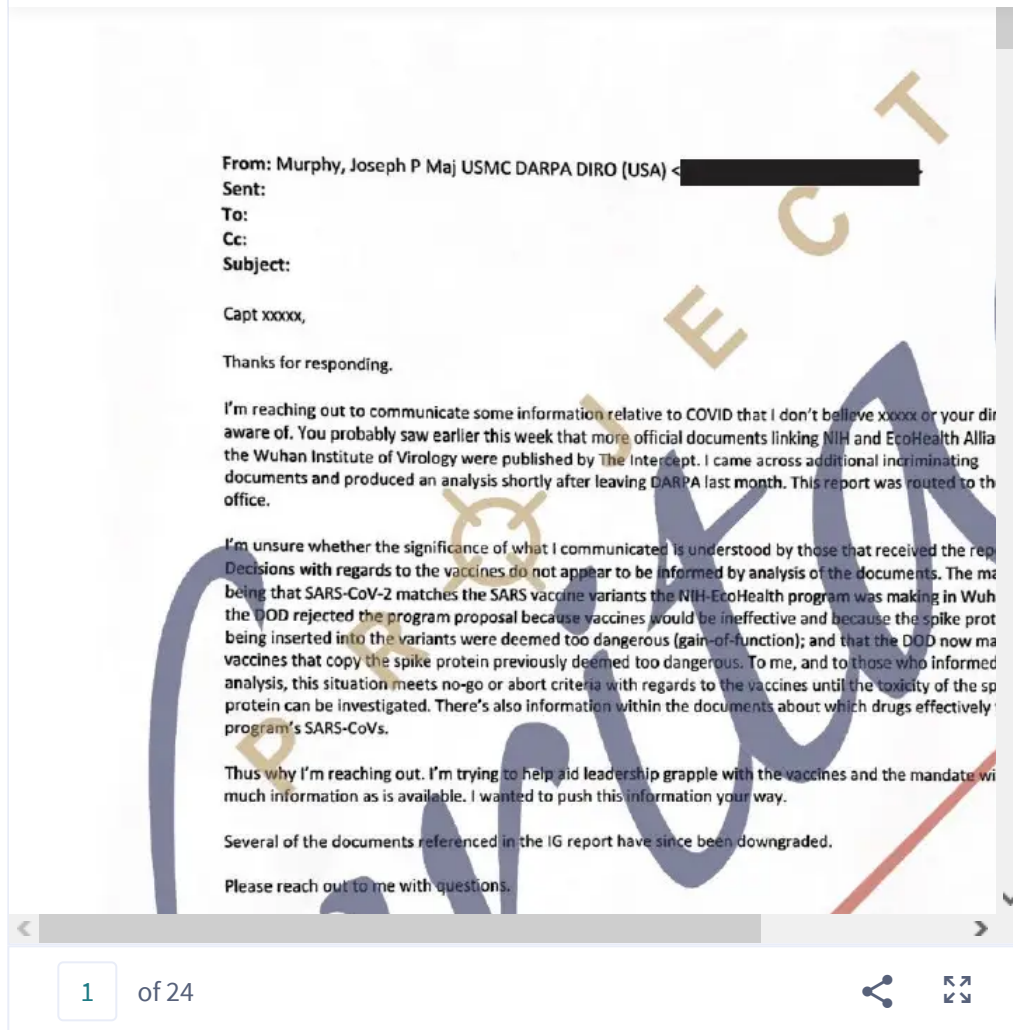 From: Murphy, Joseph P Maj USMC DARPA DIRO (USA) <
Sent:
To:
Cc:
Subject:
Capt xxxxx,
Thanks for responding.
I'm reaching out to communicate some information relative to COVID that I don't believe xxxxx or your dir
aware of. You probably saw earlier this week that more official documents linking NIH and EcoHealth Allia
the Wuhan Institute of Virology were published by The Intercept. I came across additional incriminating
documents and produced an analysis shortly after leaving DARPA last month. This report was routed to th
office.
I'm unsure whether the significance of what I communicated is understood by those that received the rep
Decisions with regards to the vaccines do not appear to be informed by analysis of the documents. The ma
being that SARS-CoV-2 matches the SARS vaccine variants the NIH-EcoHealth program was making in Wuh
the DOD rejected the program proposal because vaccines would be ineffective and because the spike prot
being inserted into the variants were deemed too dangerous (gain-of-function); and that the DOD now ma
vaccines that copy the spike protein previously deemed too dangerous. To me, and to those who informed
analysis, this situation meets no-go or abort criteria with regards to the vaccines until the toxicity of the sp
protein can be investigated. There's also information within the documents about which drugs effectively
program's SARS-CoVs.
Thus why I'm reaching out. I'm trying to help aid leadership grapple with the vaccines and the mandate wi
much information as is available. I wanted to push this information your way.
Several of the documents referenced in the IG report have since been downgraded.
Please reach out to me with questions.
PROJECT
1 of 24